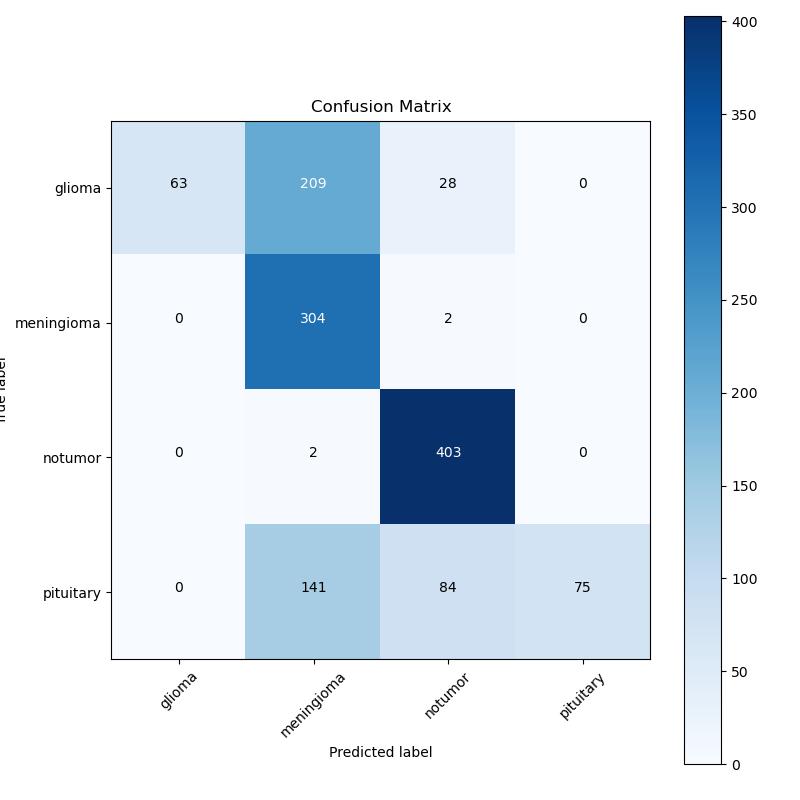 Confusion Matrix
glioma 63 209 28 0
meningioma 0 304 2 0
notumor 0 2 403 0
pituitary 0 141 84 75
glioma meningioma notumor pituitary
Predicted label
400
350
300
250
200
150
100
50
0